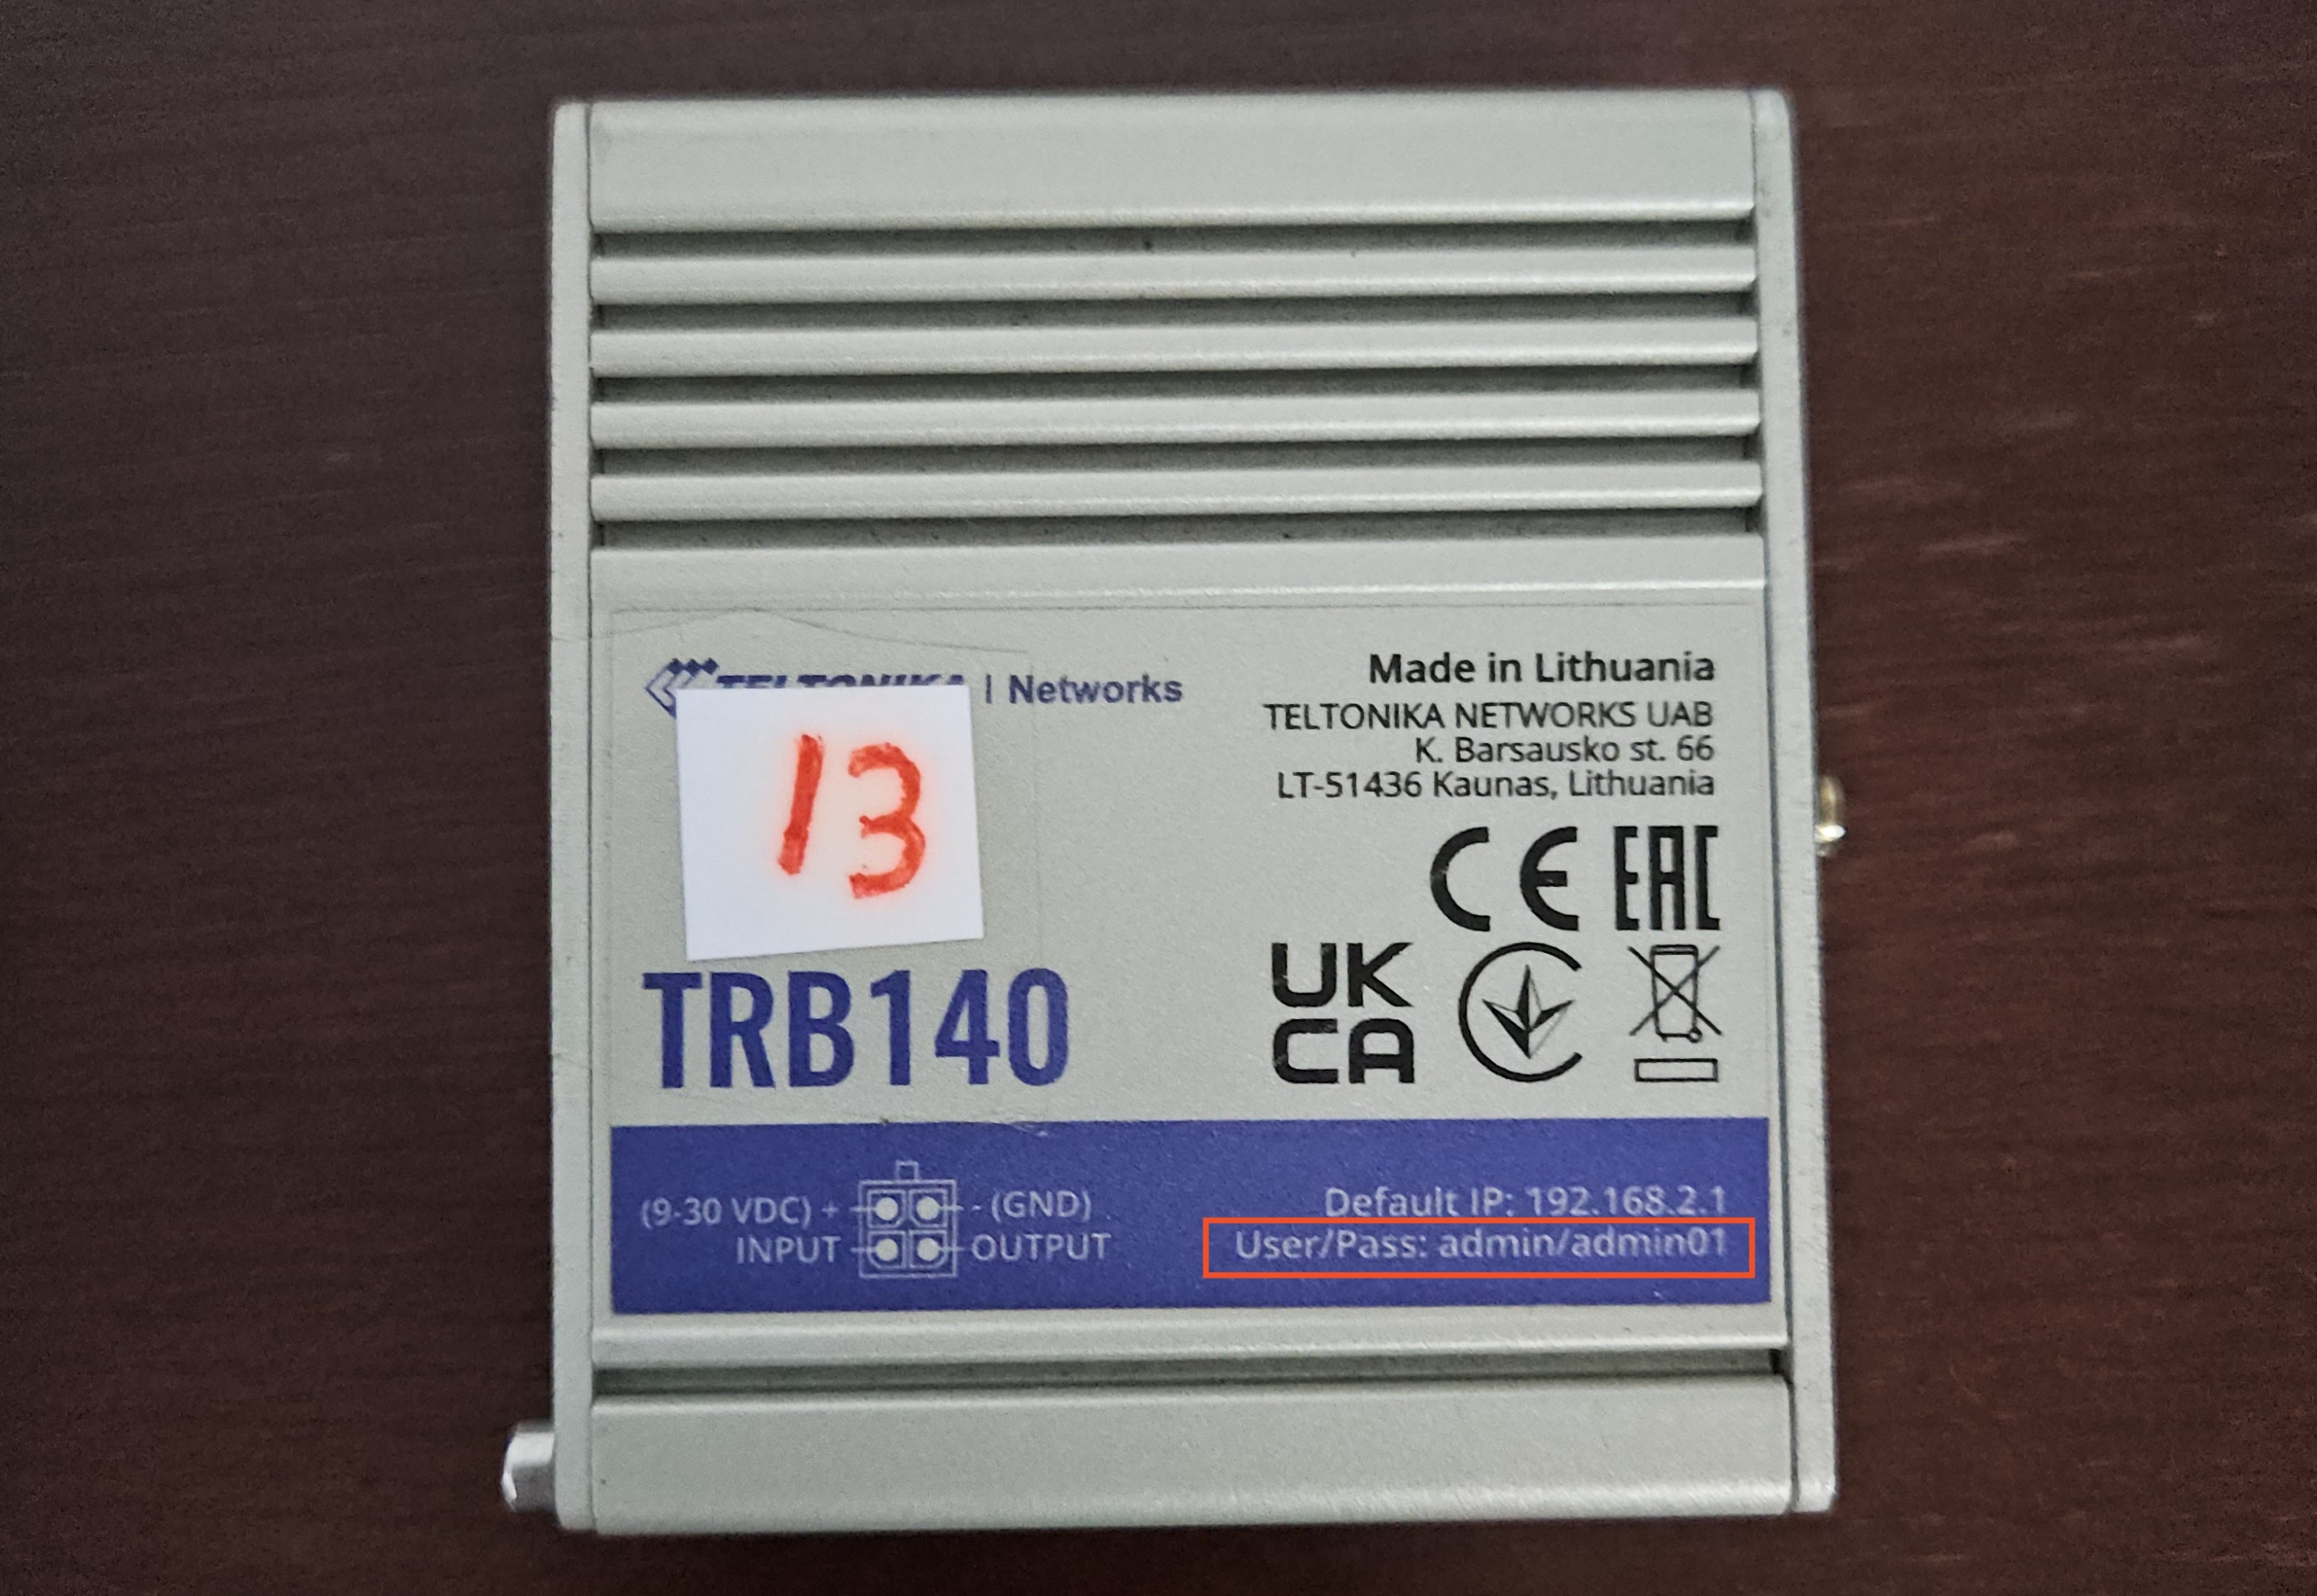 TELTONIKA | Networks
13
TRB140
Made in Lithuania
TELTONIKA NETWORKS UAB
K. Barsausko st. 66
LT-51436 Kaunas, Lithuania
CE EAC
UK
CA
(9-30 VDC) + - (GND)
INPUT OUTPUT
Default IP: 192.168.2.1
User/Pass: admin/admin01